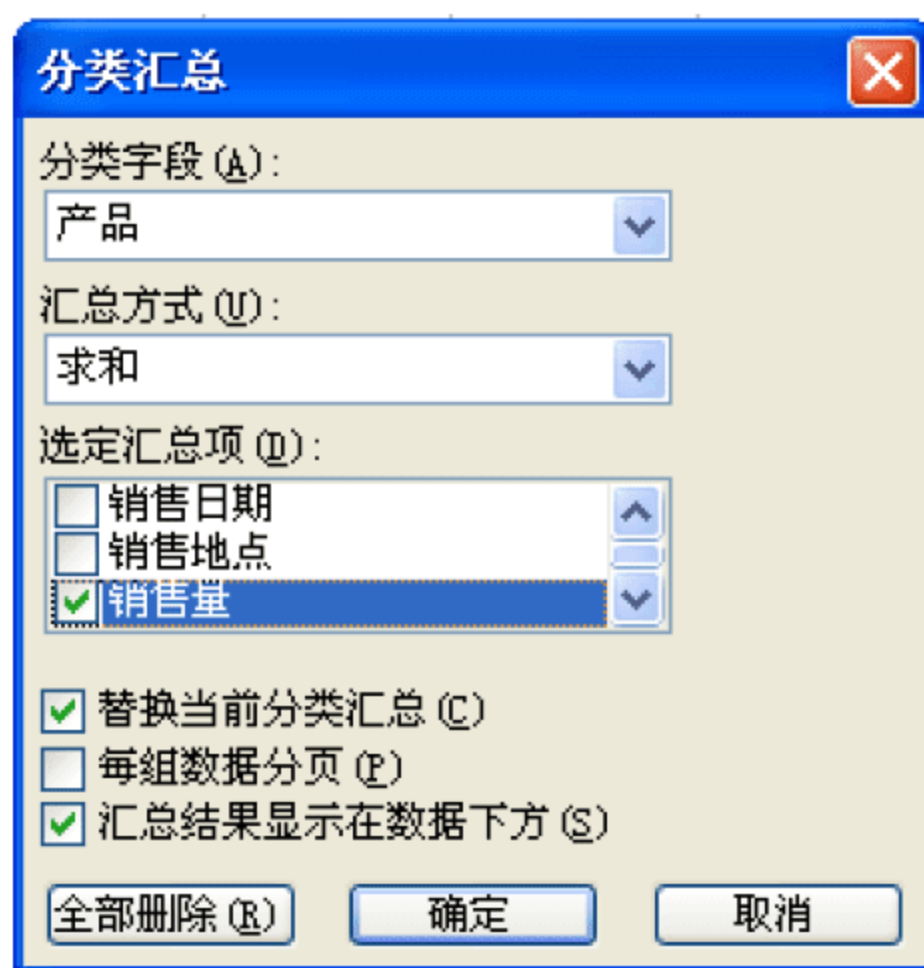 分类汇总
分类字段(A):
产品
汇总方式(U):
求和
选定汇总项(D):
销售日期
销售地点
销售量
替换当前分类汇总(C)
每组数据分页(P)
汇总结果显示在数据下方(S)
全部删除(R) 确定 取消